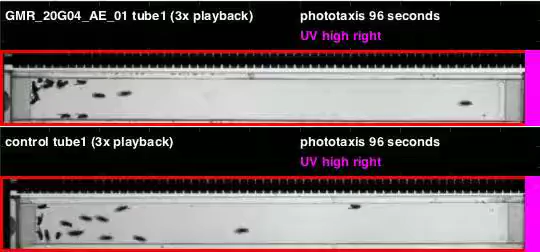 GMR_20G04_AE_01 tube1 (3x playback) phototaxis 96 seconds
UV high right
control tube1 (3x playback) phototaxis 96 seconds
UV high right